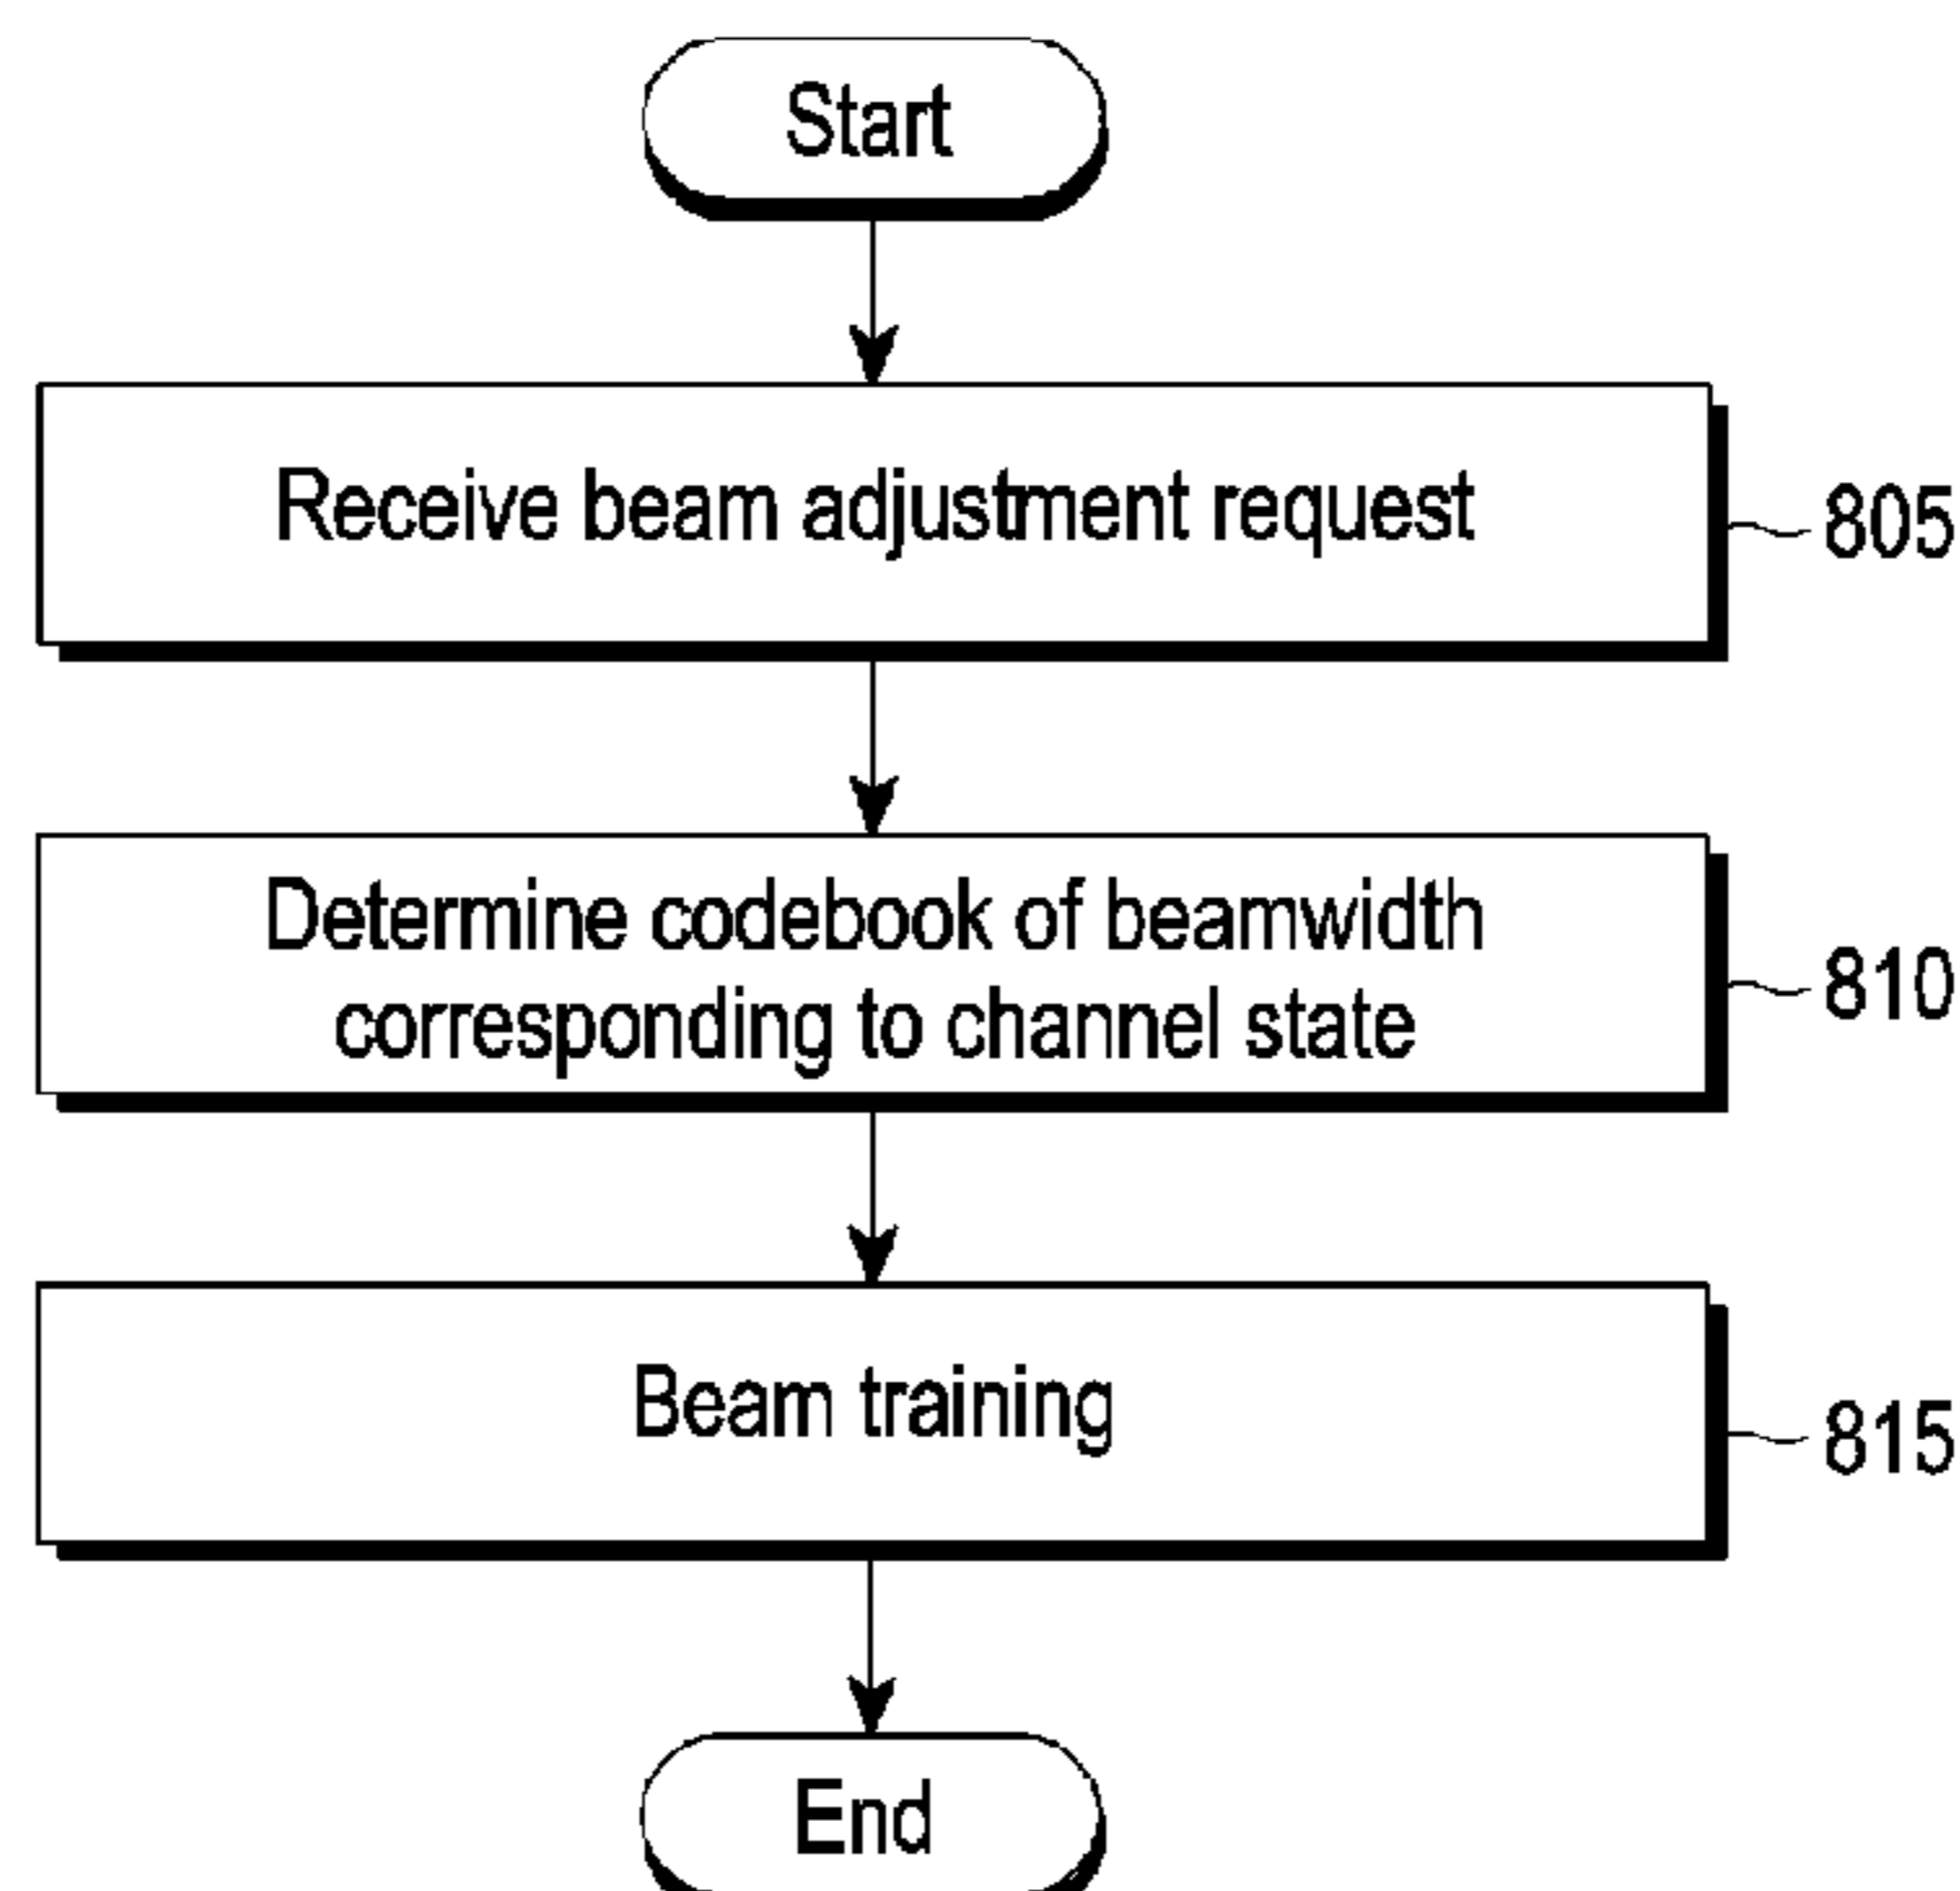 Start
Receive beam adjustment request
805
Determine codebook of beamwidth
corresponding to channel state
810
Beam training
815
End